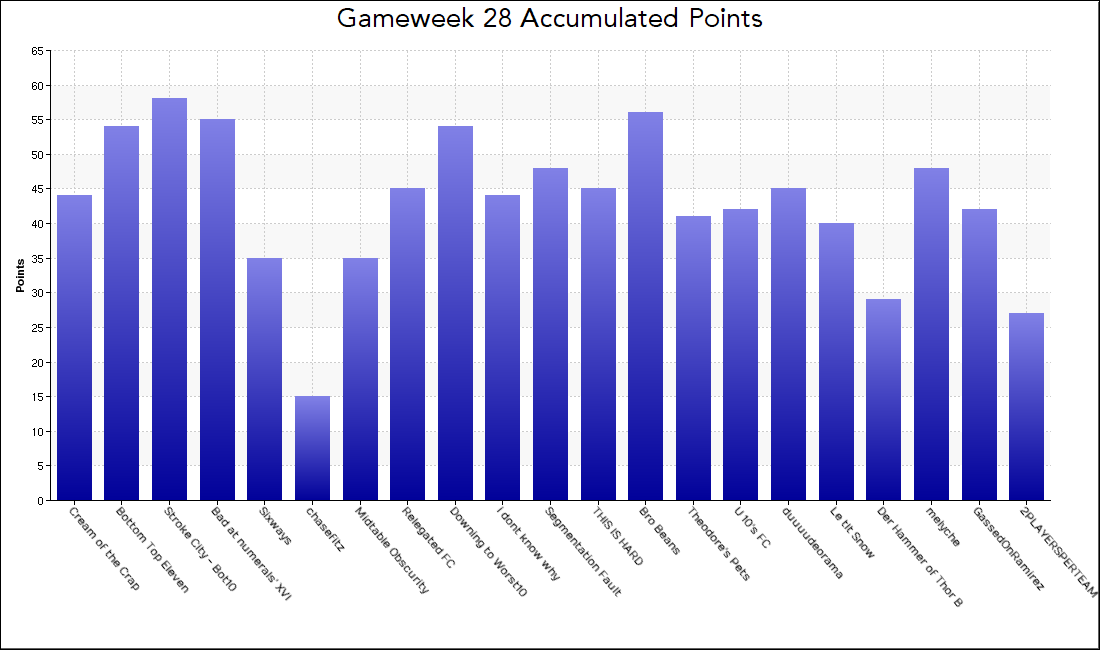 Gameweek 28 Accumulated Points
65
60
55
50
45
40
35
30
25
20
15
10
5
0
Points
Cream of the Crap
Bottom Top Eleven
Stroke City - Bot10
Bad at numerals' XVI
Sixways
chasefitz
Midtable Obscurity
Relegated FC
Downing to Worst10
i dont know why
Segmentation Fault
THIS IS HARD
Bro Beans
Theodore's Pets
U10's FC
duuuudeorama
Le tit Snow
Der Hammer of Thor B
melyche
GassedOnRamirez
2PLAYERSPERTEAM